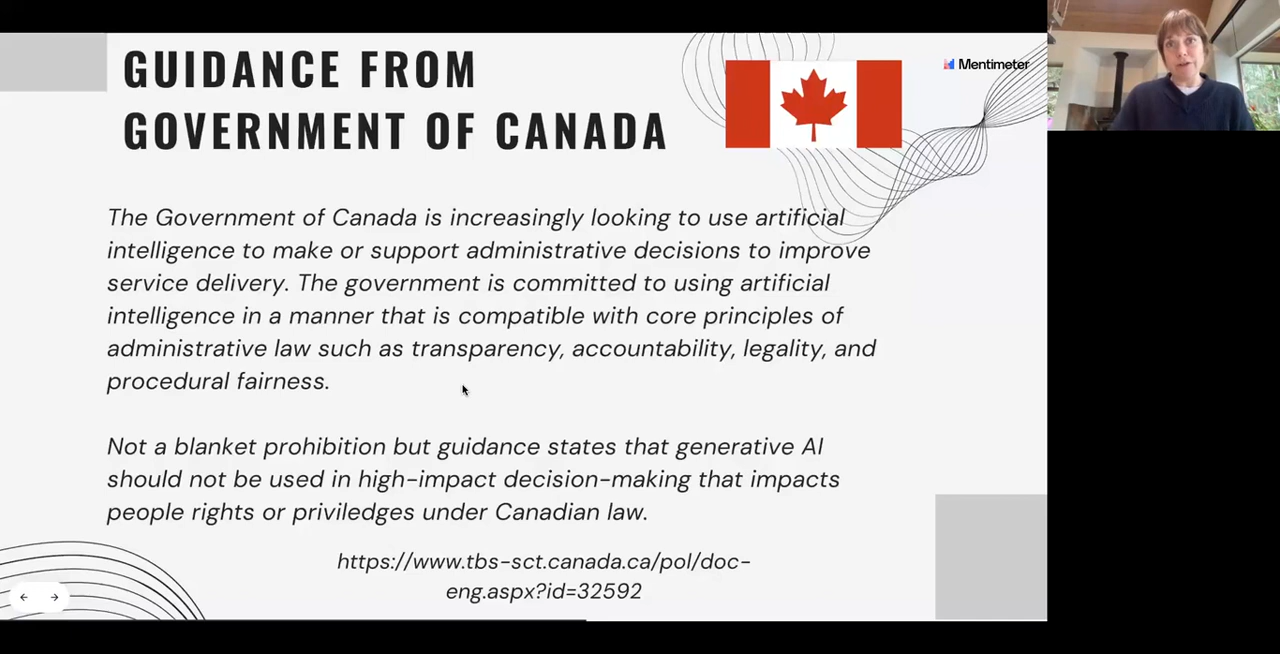 GUIDANCE FROM
GOVERNMENT OF CANADA
Mentimeter
The Government of Canada is increasingly looking to use artificial
intelligence to make or support administrative decisions to improve
service delivery. The government is committed to using artificial
intelligence in a manner that is compatible with core principles of
administrative law such as transparency, accountability, legality, and
procedural fairness.
Not a blanket prohibition but guidance states that generative AI
should not be used in high-impact decision-making that impacts
people rights or priviledges under Canadian law.
https://www.tbs-sct.canada.ca/pol/doc-
eng.aspx?id=32592